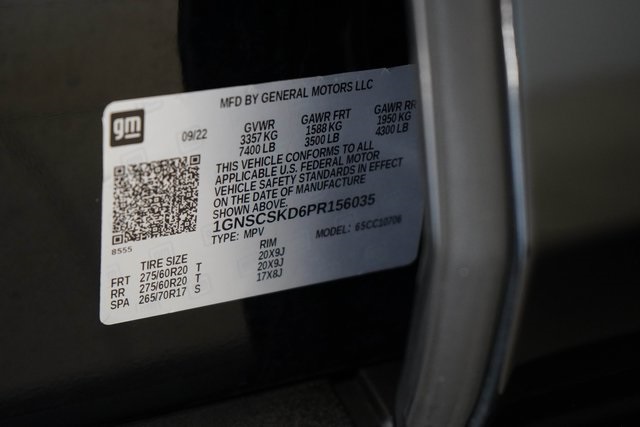 MFD BY GENERAL MOTORS LLC
gm
09/22
GVWR GAWR FRT GAWR RR
3357 KG 1588 KG 1950 KG
7400 LB 3500 LB 4300 LB
THIS VEHICLE CONFORMS TO ALL
APPLICABLE U.S. FEDERAL MOTOR
VEHICLE SAFETY STANDARDS IN EFFECT
ON THE DATE OF MANUFACTURE
SHOWN ABOVE.
1GNSCSKD6PR156035
TYPE: MPV MODEL: 6SCC10706
8555
TIRE SIZE RIM
FRT 275/60R20 T 20X9J
RR 275/60R20 T 20X9J
SPA 265/70R17 S 17X8J